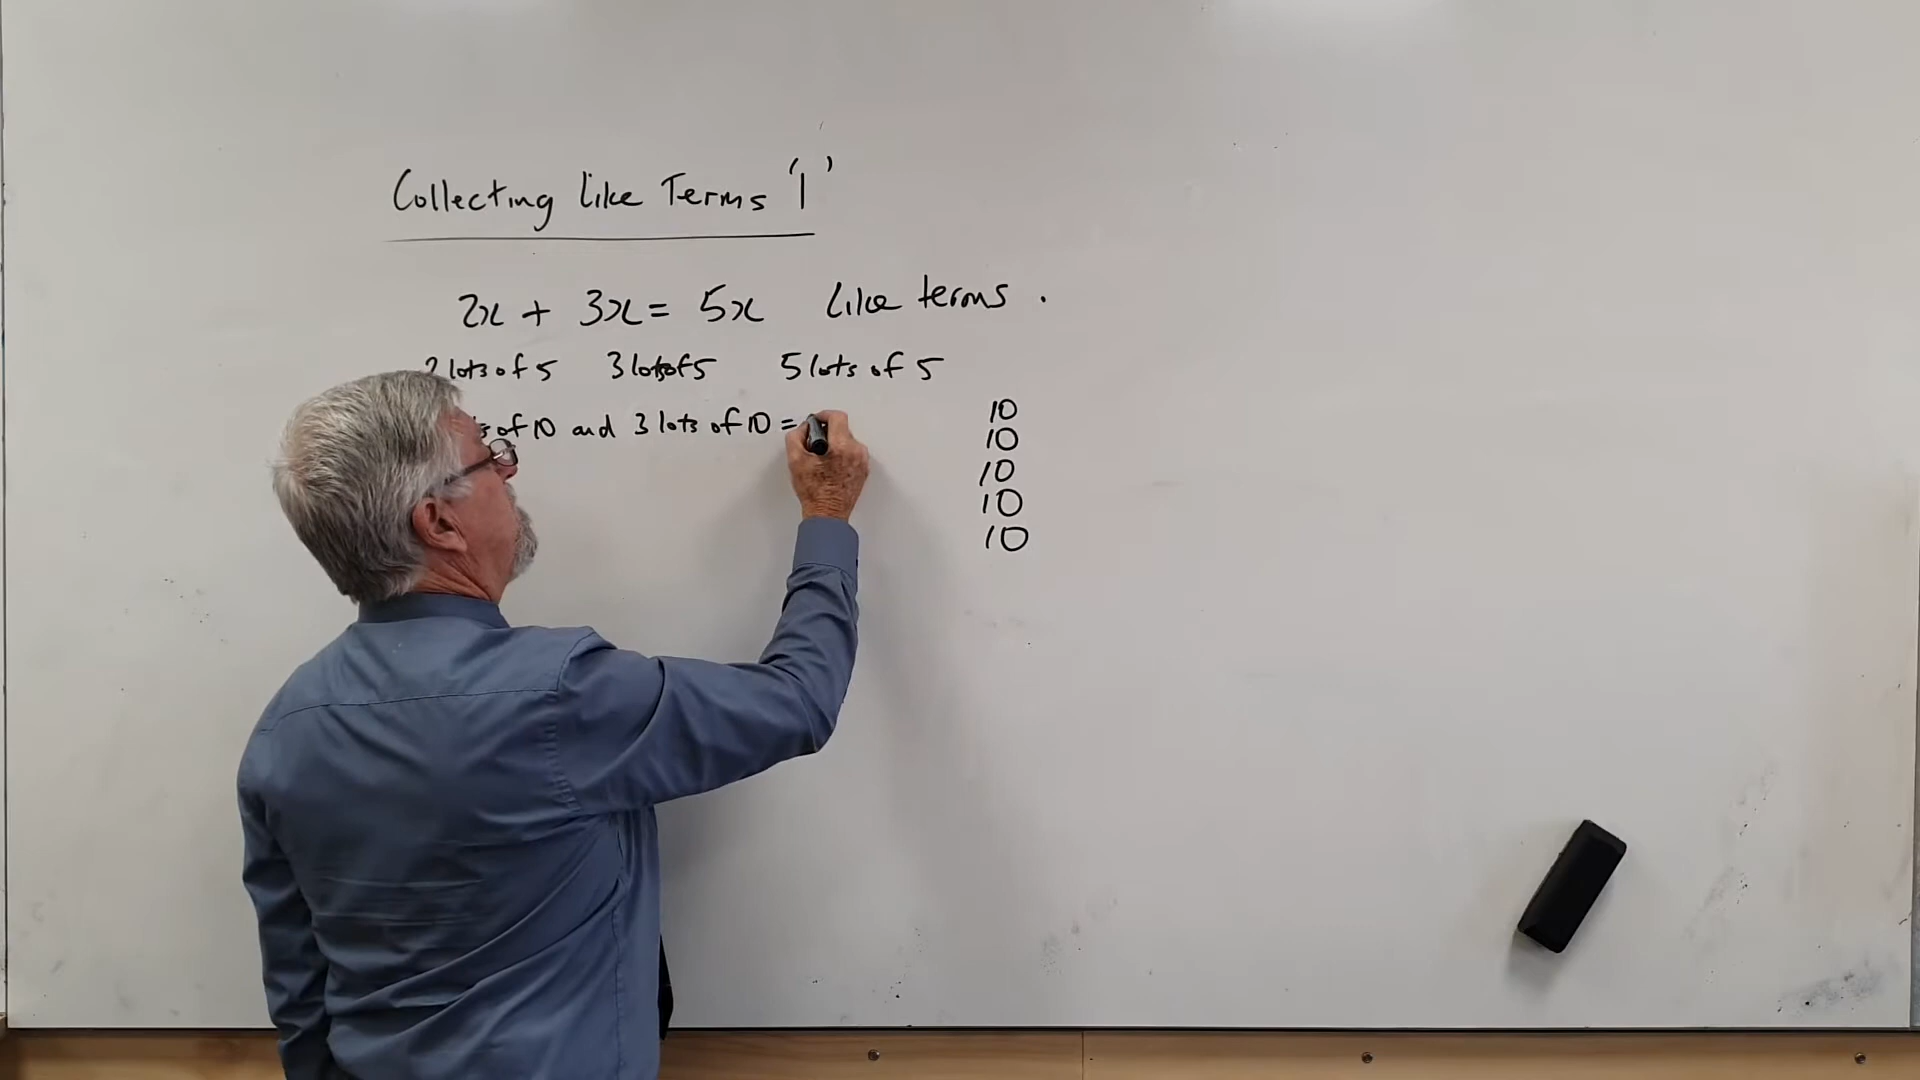 Collecting like Terms '1'
2x + 3x = 5x like terms.
2 lots of 5 3 lots of 5 5 lots of 5
of 10 and 3 lots of 10 =
10
10
10
10
10